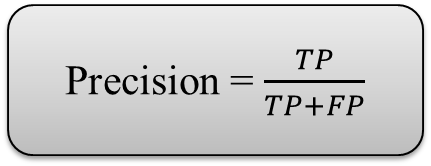 Precision = TP / TP+FP